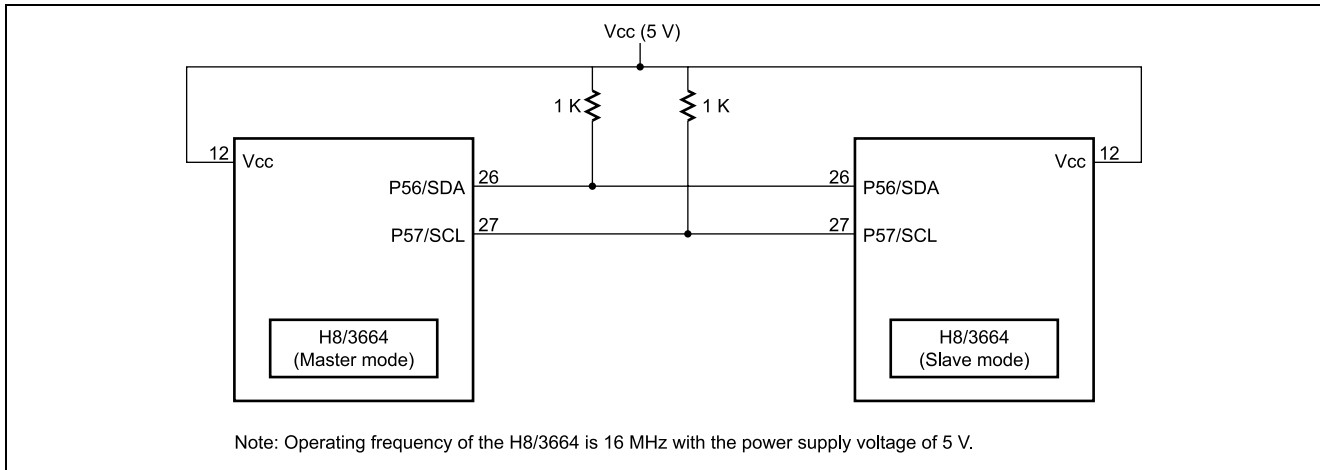 Vcc (5 V)
1 K
1 K
12
Vcc
Vcc
12
P56/SDA
26
26
P56/SDA
P57/SCL
27
27
P57/SCL
H8/3664
(Master mode)
H8/3664
(Slave mode)
Note: Operating frequency of the H8/3664 is 16 MHz with the power supply voltage of 5 V.